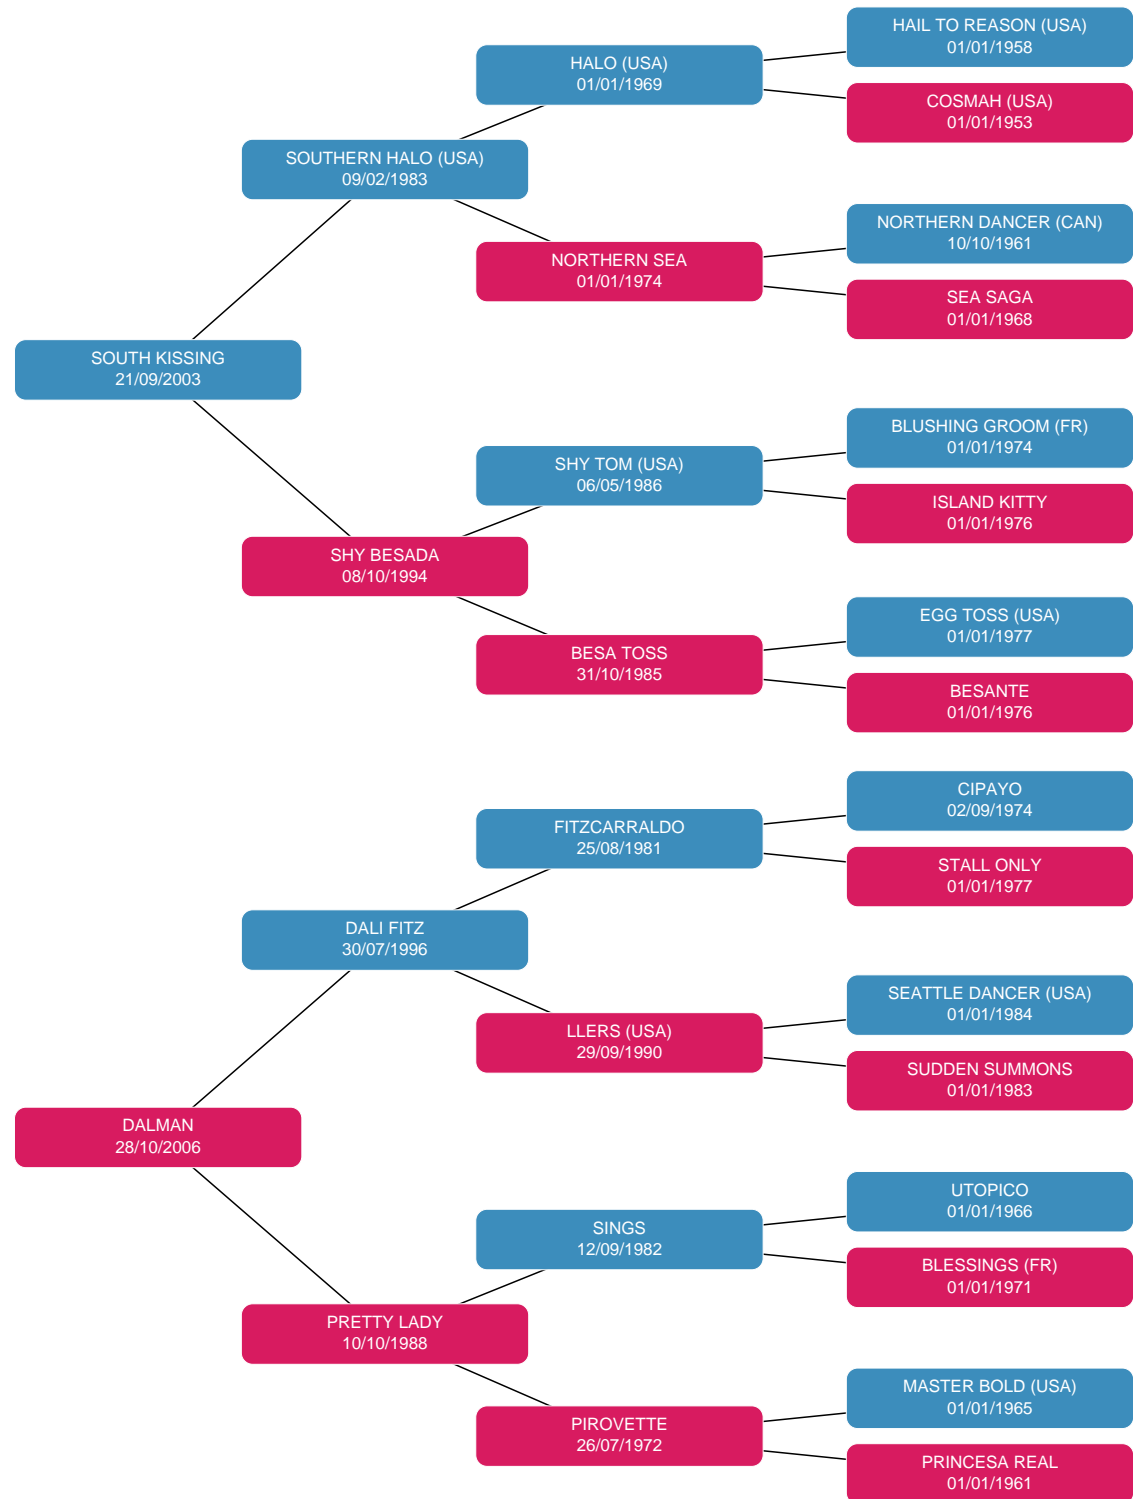 HAIL TO REASON (USA)
01/01/1958
HALO (USA)
01/01/1969
COSMAH (USA)
01/01/1953
SOUTHERN HALO (USA)
09/02/1983
NORTHERN DANCER (CAN)
10/10/1961
NORTHERN SEA
01/01/1974
SEA SAGA
01/01/1968
SOUTH KISSING
21/09/2003
BLUSHING GROOM (FR)
01/01/1974
SHY TOM (USA)
06/05/1986
ISLAND KITTY
01/01/1976
SHY BESADA
08/10/1994
EGG TOSS (USA)
01/01/1977
BESA TOSS
31/10/1985
BESANTE
01/01/1976
CIPAYO
02/09/1974
FITZCARRALDO
25/08/1981
STALL ONLY
01/01/1977
DALI FITZ
30/07/1996
SEATTLE DANCER (USA)
01/01/1984
LLERS (USA)
29/09/1990
SUDDEN SUMMONS
01/01/1983
DALMAN
28/10/2006
UTOPICO
01/01/1966
SINGS
12/09/1982
BLESSINGS (FR)
01/01/1971
PRETTY LADY
10/10/1988
MASTER BOLD (USA)
01/01/1965
PIROVETTE
26/07/1972
PRINCESA REAL
01/01/1961